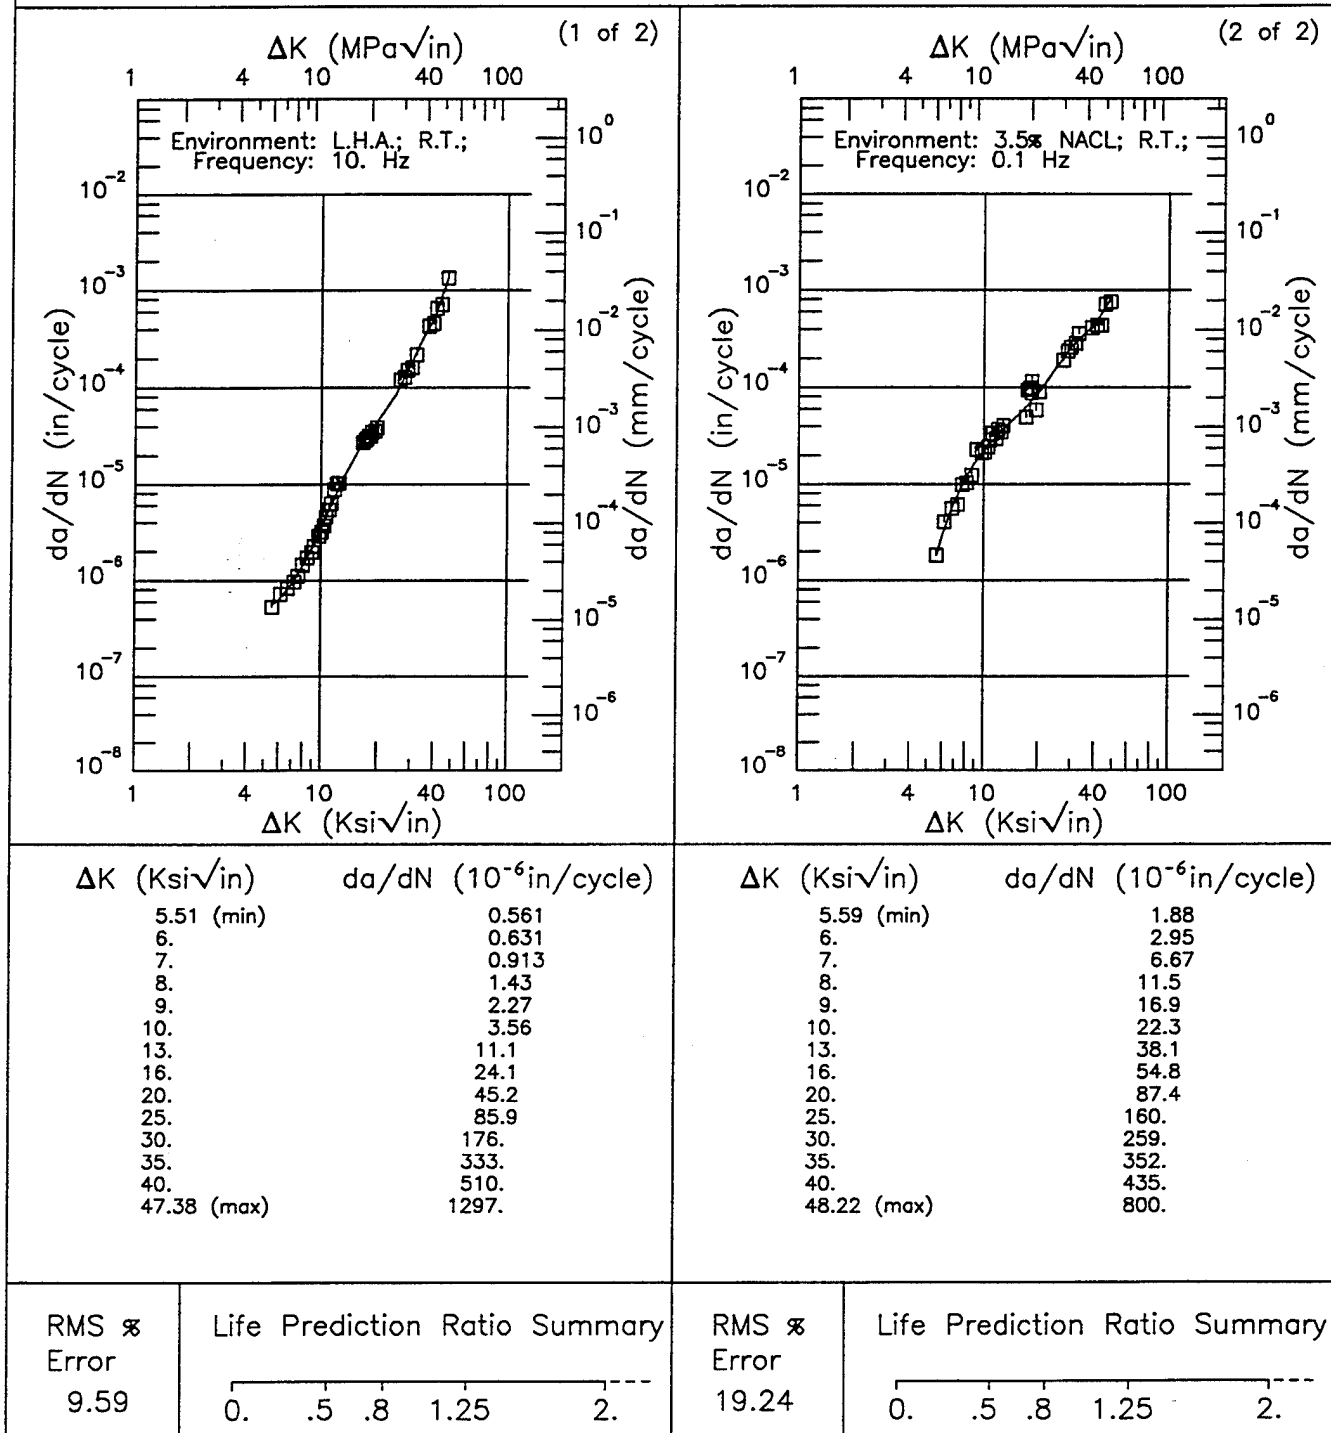 (1 of 2)
ΔK (MPa√in)
1 4 10 40 100
Environment: L.H.A.; R.T.;
Frequency: 10. Hz
da/dN (in/cycle)
10⁻²
10⁻³
10⁻⁴
10⁻⁵
10⁻⁶
10⁻⁷
10⁻⁸
10⁰
10⁻¹
10⁻²
10⁻³
10⁻⁴
10⁻⁵
10⁻⁶
da/dN (mm/cycle)
1 4 10 40 100
ΔK (Ksi√in)
(2 of 2)
ΔK (MPa√in)
1 4 10 40 100
Environment: 3.5% NACL; R.T.;
Frequency: 0.1 Hz
da/dN (in/cycle)
10⁻²
10⁻³
10⁻⁴
10⁻⁵
10⁻⁶
10⁻⁷
10⁻⁸
10⁰
10⁻¹
10⁻²
10⁻³
10⁻⁴
10⁻⁵
10⁻⁶
da/dN (mm/cycle)
1 4 10 40 100
ΔK (Ksi√in)
ΔK (Ksi√in) da/dN (10⁻⁶in/cycle)
5.51 (min) 0.561
6. 0.631
7. 0.913
8. 1.43
9. 2.27
10. 3.56
13. 11.1
16. 24.1
20. 45.2
25. 85.9
30. 176.
35. 333.
40. 510.
47.38 (max) 1297.
ΔK (Ksi√in) da/dN (10⁻⁶in/cycle)
5.59 (min) 1.88
6. 2.95
7. 6.67
8. 11.5
9. 16.9
10. 22.3
13. 38.1
16. 54.8
20. 87.4
25. 160.
30. 259.
35. 352.
40. 435.
48.22 (max) 800.
RMS %
Error
9.59
Life Prediction Ratio Summary
0. .5 .8 1.25 2.
RMS %
Error
19.24
Life Prediction Ratio Summary
0. .5 .8 1.25 2.